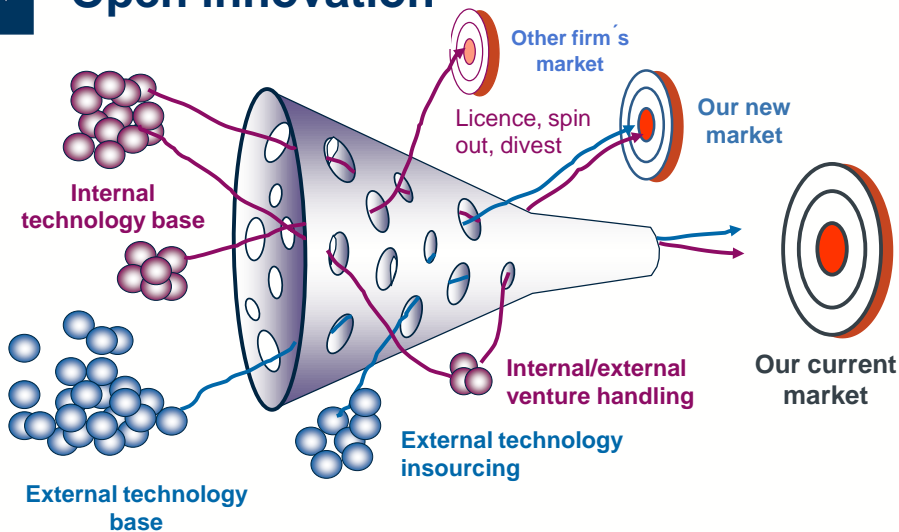 Open Innovation
Other firm´s
market
Licence, spin
out, divest
Our new
market
Internal
technology base
Internal/external
venture handling
Our current
market
External technology
insourcing
External technology
base